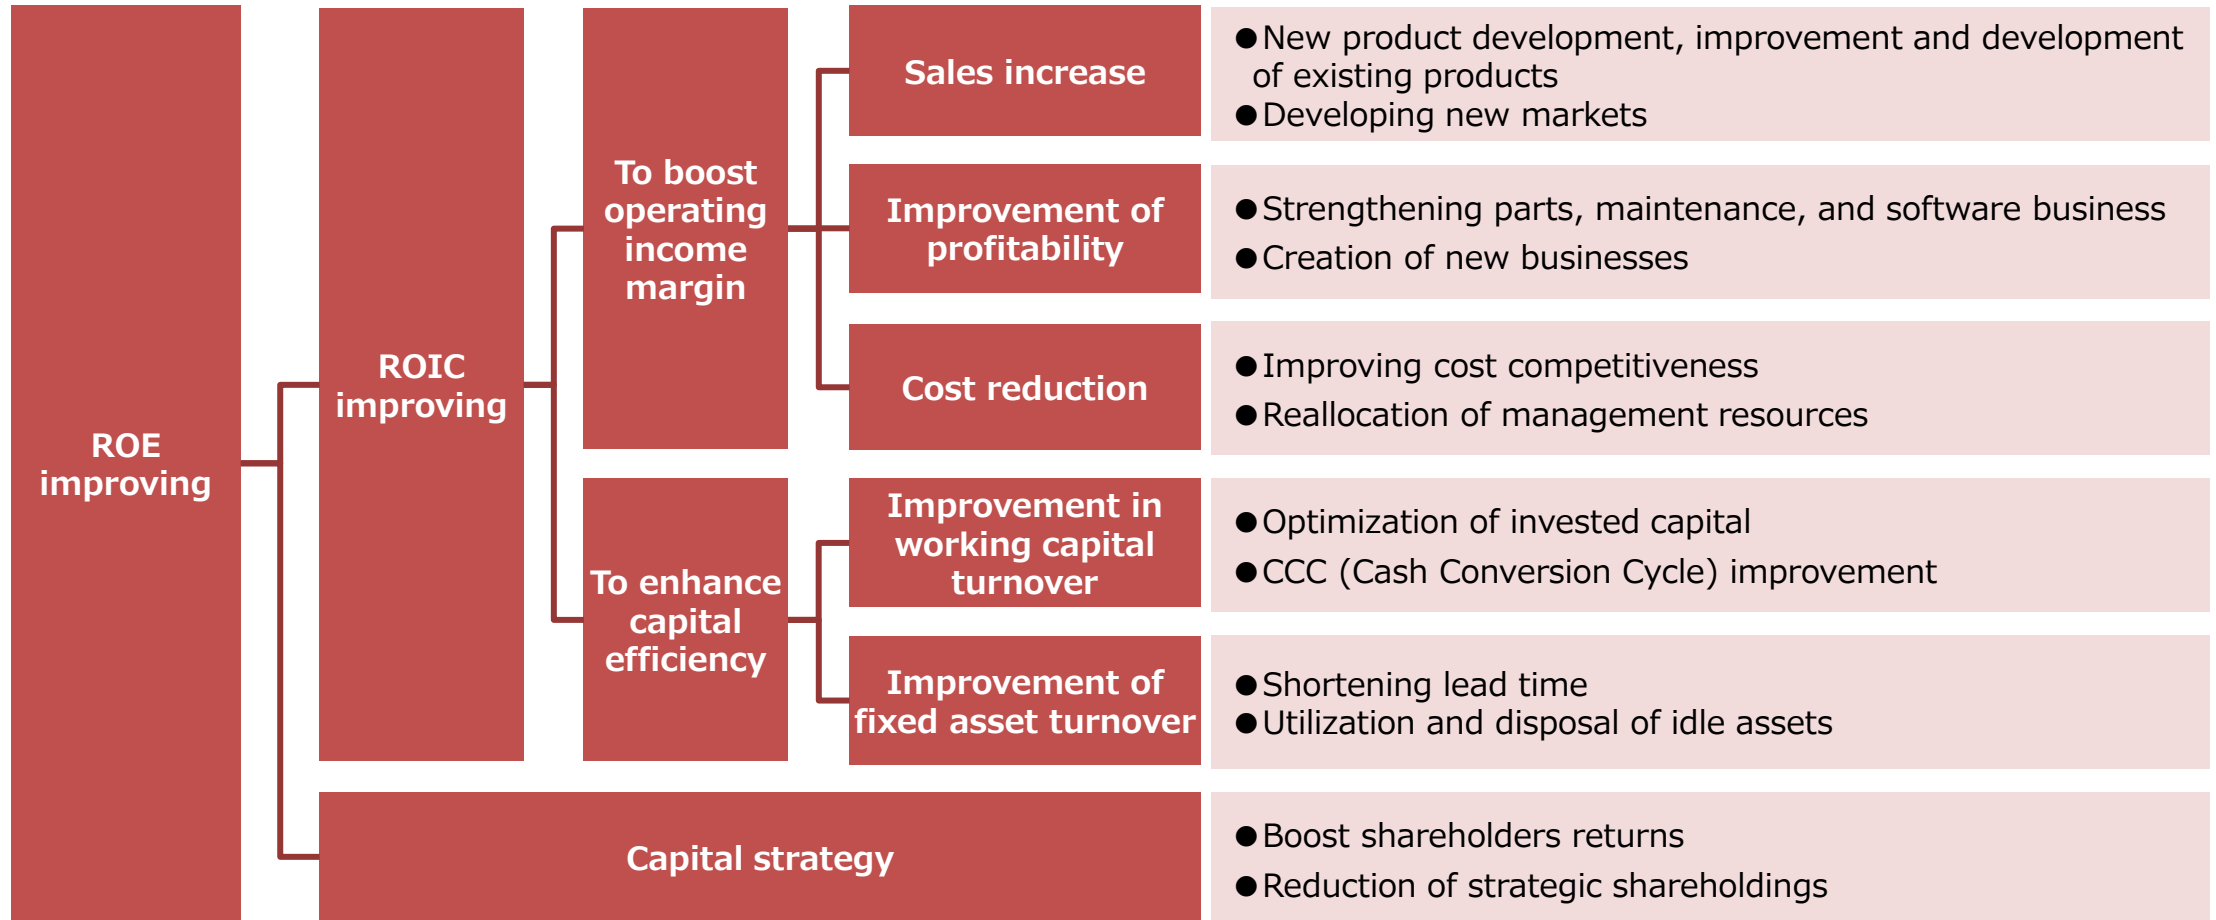 ROE
improving
ROIC
improving
To boost
operating
income
margin
Sales increase
●New product development, improvement and development
of existing products
●Developing new markets
Improvement of
profitability
●Strengthening parts, maintenance, and software business
●Creation of new businesses
Cost reduction
●Improving cost competitiveness
●Reallocation of management resources
To enhance
capital
efficiency
Improvement in
working capital
turnover
●Optimization of invested capital
●CCC (Cash Conversion Cycle) improvement
Improvement of
fixed asset turnover
●Shortening lead time
●Utilization and disposal of idle assets
Capital strategy
●Boost shareholders returns
●Reduction of strategic shareholdings